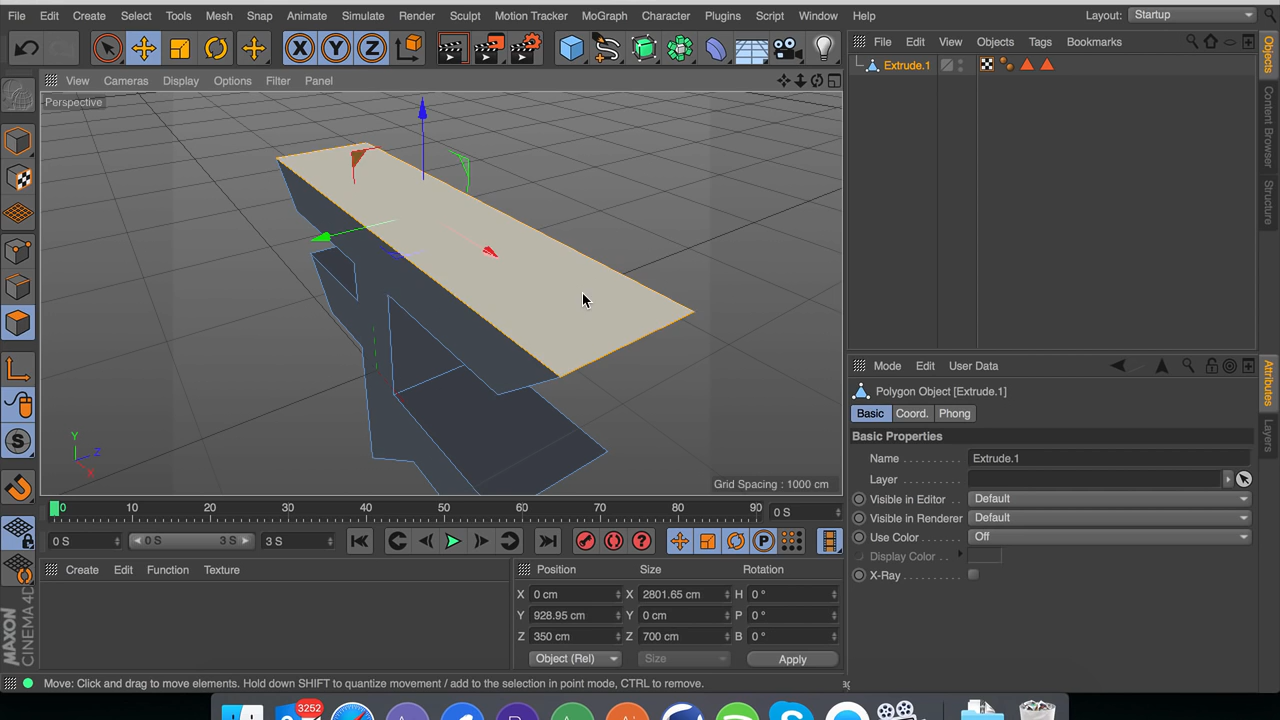 File Edit Create Select Tools Mesh Snap Animate Simulate Render Sculpt Motion Tracker MoGraph Character Plugins Script Window Help Layout: Startup
X Y Z
File Edit View Objects Tags Bookmarks
Extrude.1
View Cameras Display Options Filter Panel
Perspective
Y
Z
X
Grid Spacing : 1000 cm
Objects
Content Browser
Structure
Attributes
Layers
Mode Edit User Data
Polygon Object [Extrude.1]
Basic Coord. Phong
Basic Properties
Name Extrude.1
Layer
Visible in Editor Default
Visible in Renderer Default
Use Color Off
Display Color
X-Ray
0 10 20 30 40 50 60 70 80 90 0 S
0 S 0 S 3 S 3 S
P
S
Create Edit Function Texture
Position Size Rotation
X 0 cm X 2801.65 cm H 0 °
Y 928.95 cm Y 0 cm P 0 °
Z 350 cm Z 700 cm B 0 °
Object (Rel) Size Apply
MAXON
CINEMA 4D
Move: Click and drag to move elements. Hold down SHIFT to quantize movement / add to the selection in point mode, CTRL to remove.
3252